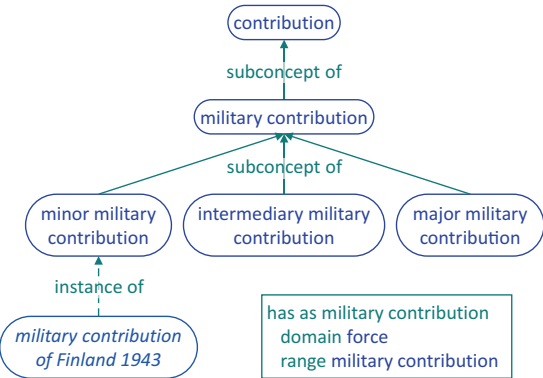 contribution
subconcept of
military contribution
subconcept of
minor military
contribution
intermediary military
contribution
major military
contribution
instance of
military contribution
of Finland 1943
has as military contribution
domain force
range military contribution